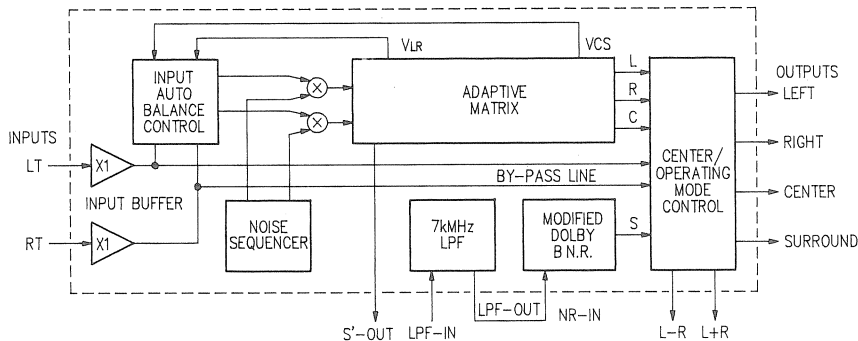 VLR
VCS
INPUT
AUTO
BALANCE
CONTROL
×
×
ADAPTIVE
MATRIX
L
R
C
OUTPUTS
LEFT
RIGHT
CENTER
SURROUND
INPUTS
LT
X1
INPUT BUFFER
RT
X1
BY-PASS LINE
CENTER/
OPERATING
MODE
CONTROL
NOISE
SEQUENCER
7kMHz
LPF
MODIFIED
DOLBY
B N.R.
S
S'-OUT
LPF-IN
LPF-OUT
NR-IN
L-R
L+R